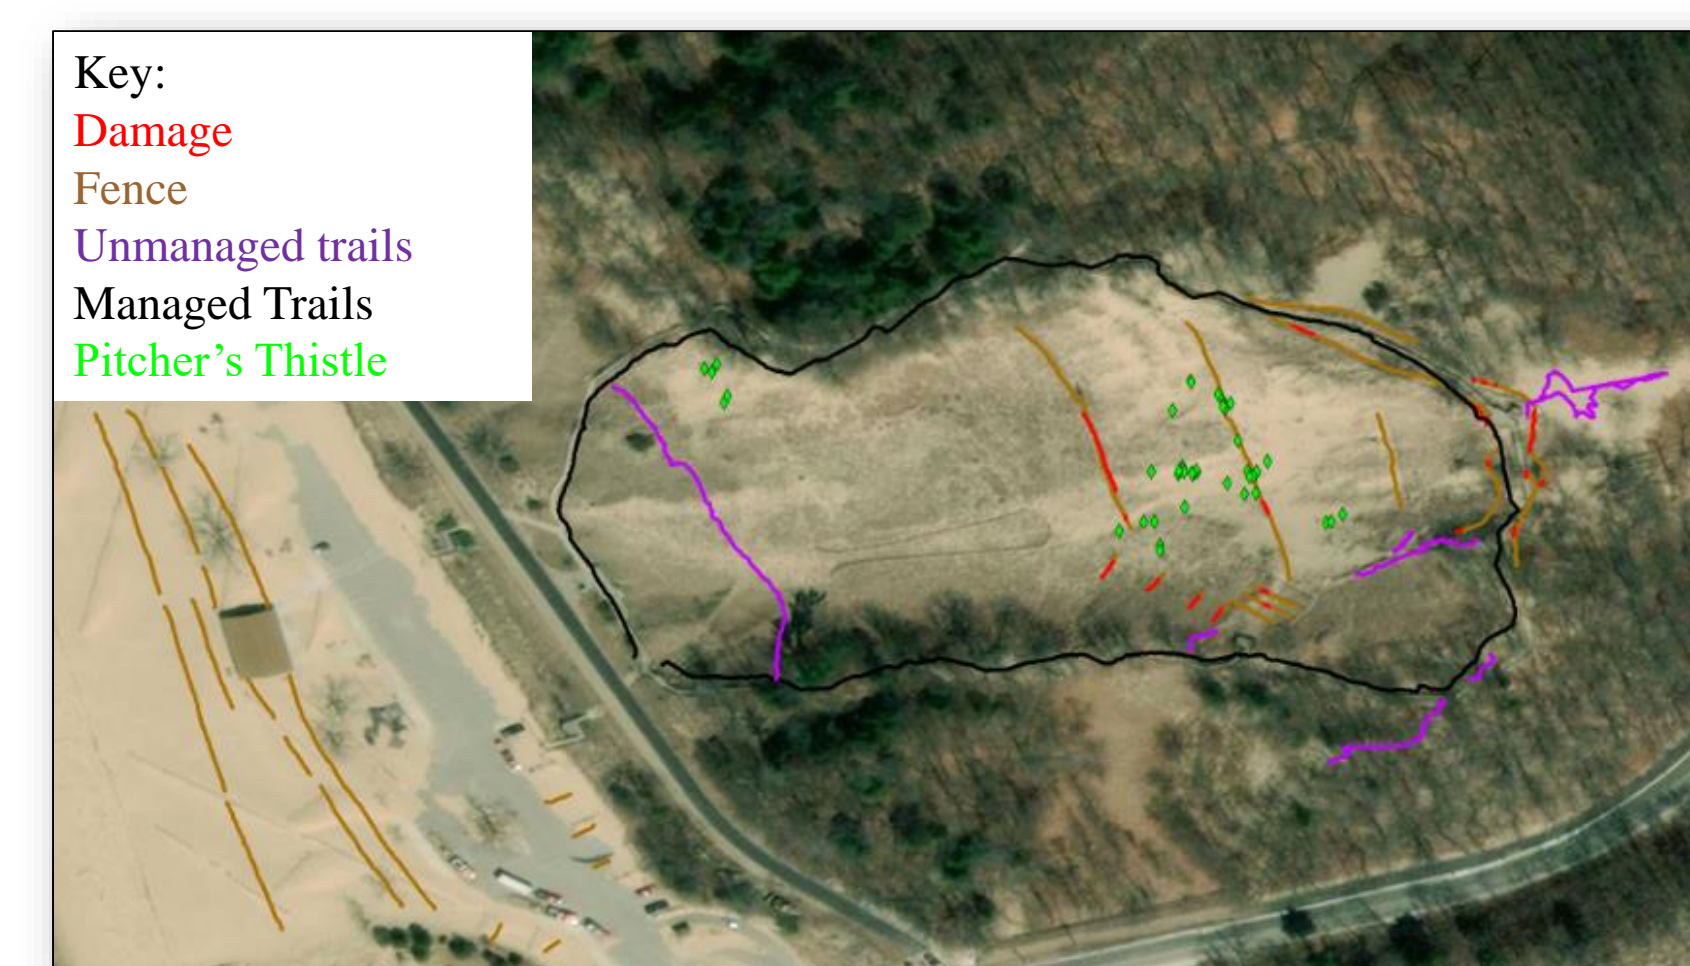 Key:
Damage
Fence
Unmanaged trails
Managed Trails
Pitcher’s Thistle